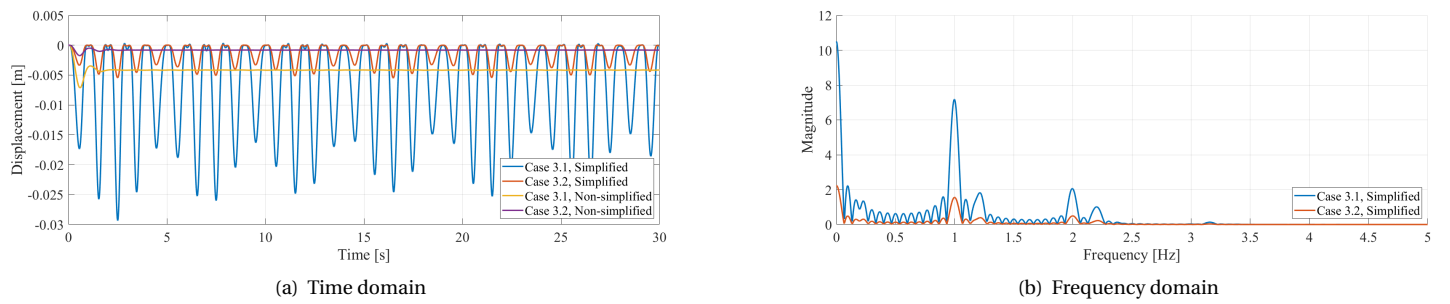 0.005
0
-0.005
-0.01
-0.015
-0.02
-0.025
-0.03
Displacement [m]
0 5 10 15 20 25 30
Time [s]
Case 3.1, Simplified
Case 3.2, Simplified
Case 3.1, Non-simplified
Case 3.2, Non-simplified
(a) Time domain
12
10
8
6
4
2
0
Magnitude
0 0.5 1 1.5 2 2.5 3 3.5 4 4.5 5
Frequency [Hz]
Case 3.1, Simplified
Case 3.2, Simplified
(b) Frequency domain